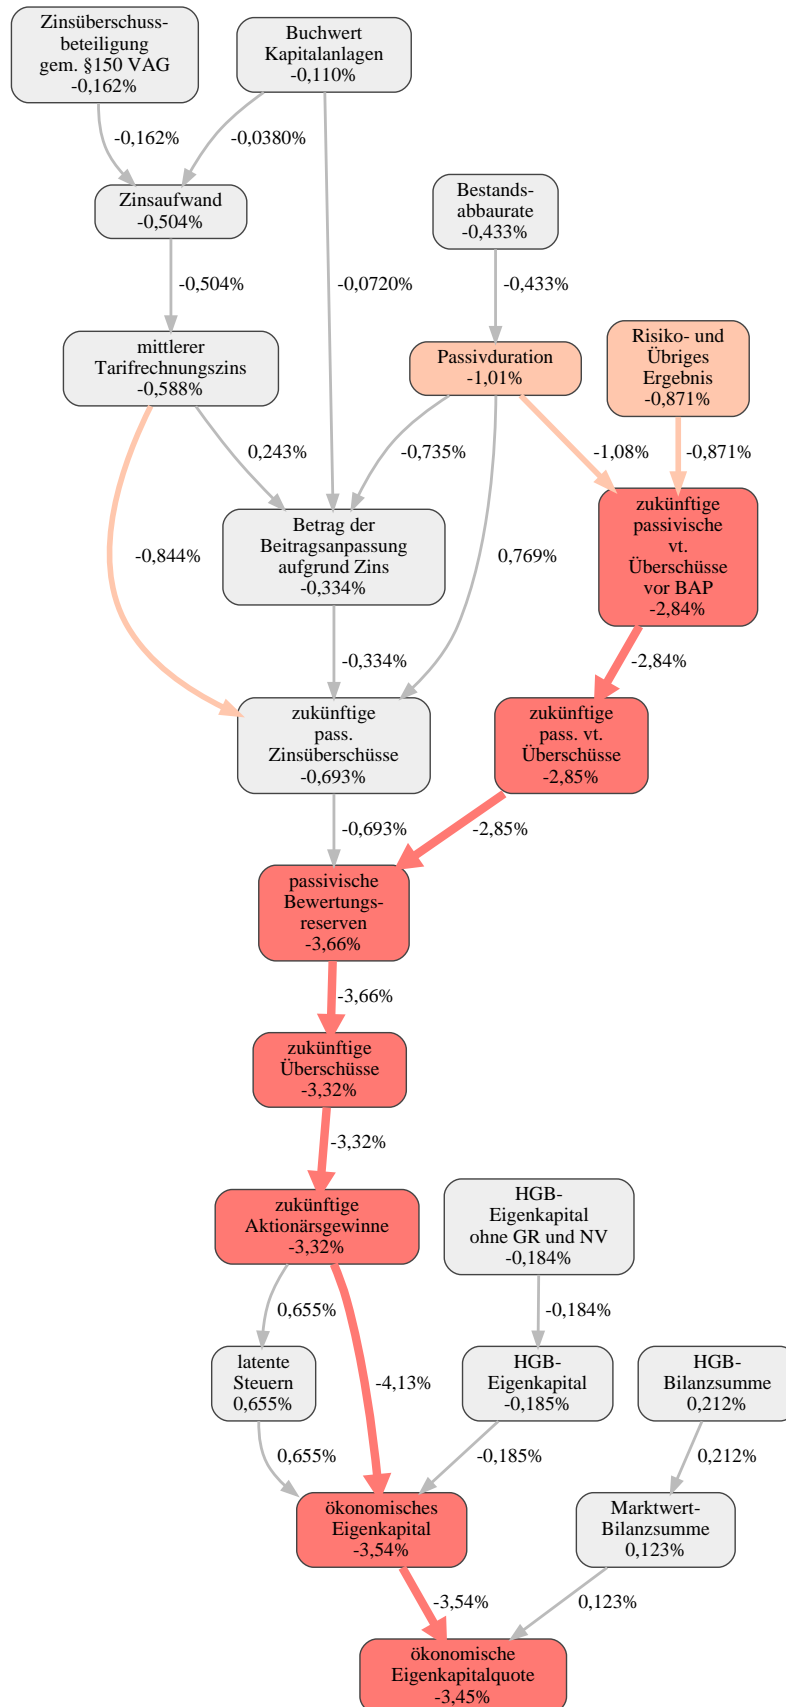 Zinsüberschuss-
beteiligung
gem. §150 VAG
-0,162%
Buchwert
Kapitalanlagen
-0,110%
-0,162%
-0,0380%
Zinsaufwand
-0,504%
Bestands-
abbaurate
-0,433%
-0,504%
-0,0720%
-0,433%
mittlerer
Tarifrechnungszins
-0,588%
Passivduration
-1,01%
Risiko- und
Übriges
Ergebnis
-0,871%
0,243%
-0,735%
-1,08%
-0,871%
-0,844%
Betrag der
Beitragsanpassung
aufgrund Zins
-0,334%
0,769%
zukünftige
passivische
vt.
Überschüsse
vor BAP
-2,84%
-0,334%
-2,84%
zukünftige
pass.
Zinsüberschüsse
-0,693%
zukünftige
pass. vt.
Überschüsse
-2,85%
-0,693%
-2,85%
passivische
Bewertungs-
reserven
-3,66%
-3,66%
zukünftige
Überschüsse
-3,32%
-3,32%
zukünftige
Aktionärsgewinne
-3,32%
HGB-
Eigenkapital
ohne GR und NV
-0,184%
0,655%
-0,184%
latente
Steuern
0,655%
-4,13%
HGB-
Eigenkapital
-0,185%
HGB-
Bilanzsumme
0,212%
0,655%
-0,185%
0,212%
ökonomisches
Eigenkapital
-3,54%
Marktwert-
Bilanzsumme
0,123%
-3,54%
0,123%
ökonomische
Eigenkapitalquote
-3,45%